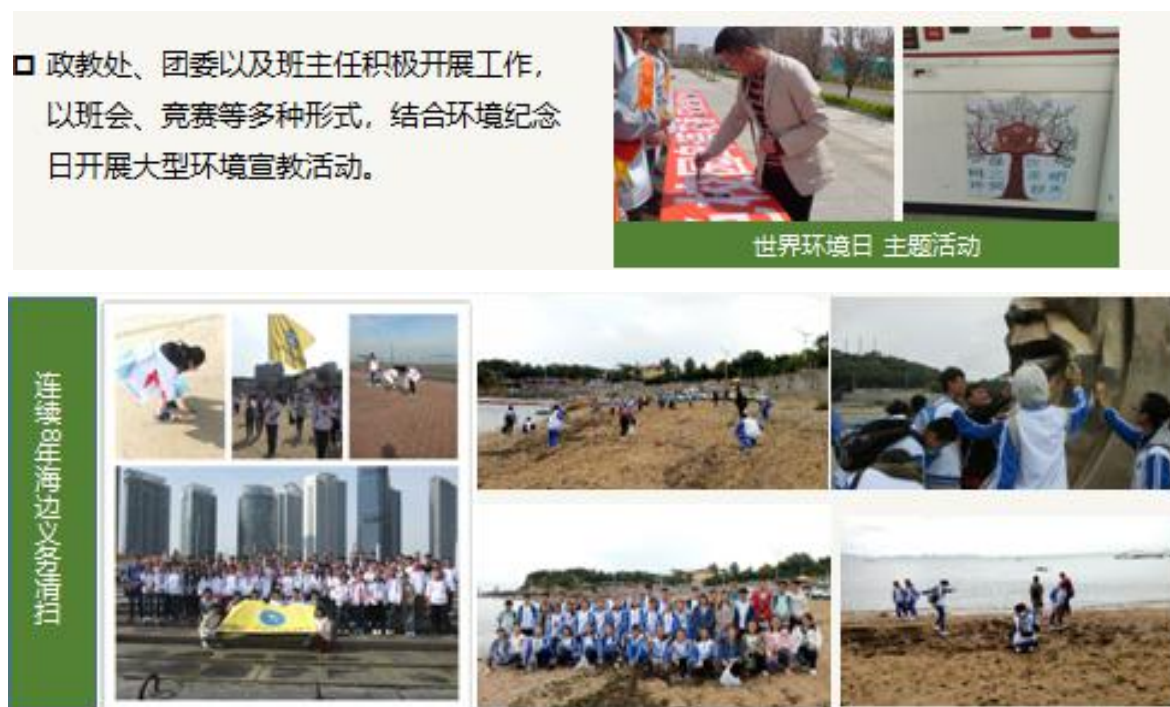 政教处、团委以及班主任积极开展工作，
以班会、竞赛等多种形式，结合环境纪念
日开展大型环境宣教活动。
世界环境日 主题活动
连续8年海边义务清扫